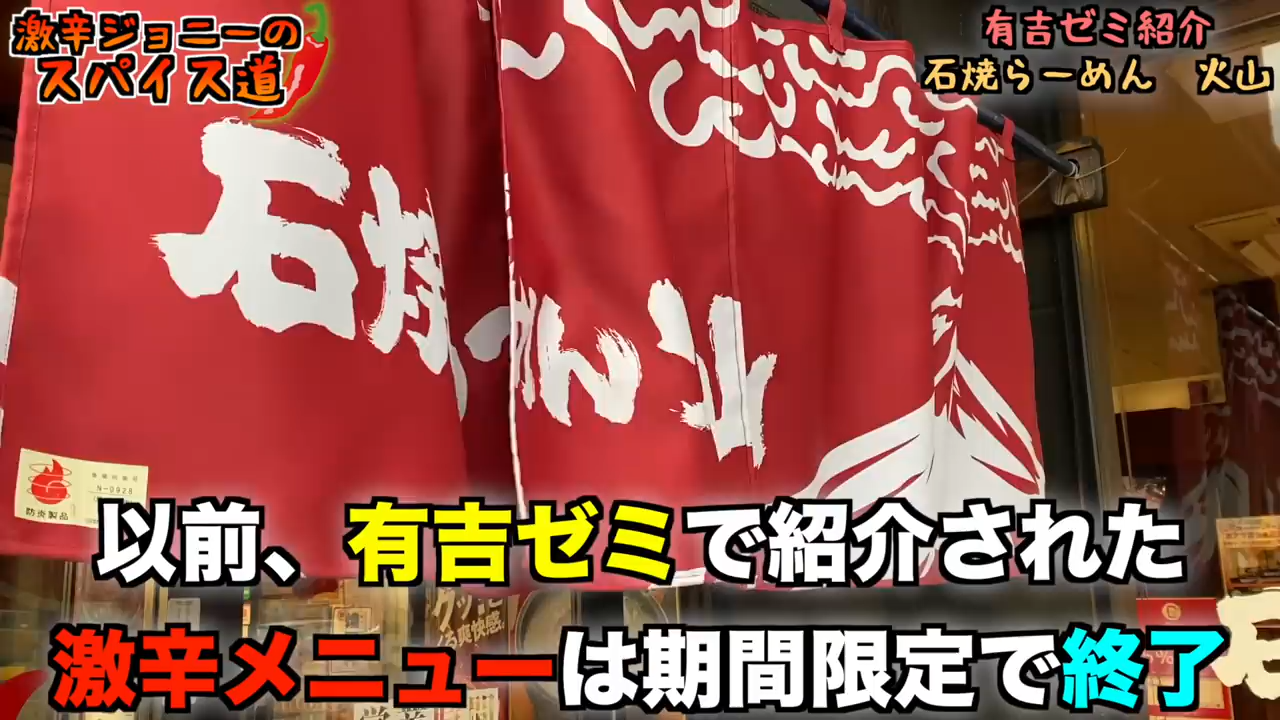 激辛ジョニーの
スパイス道
有吉ゼミ紹介
石焼らーめん 火山
石焼
めん
防炎製品
以前、有吉ゼミで紹介された
激辛メニューは期間限定で終了